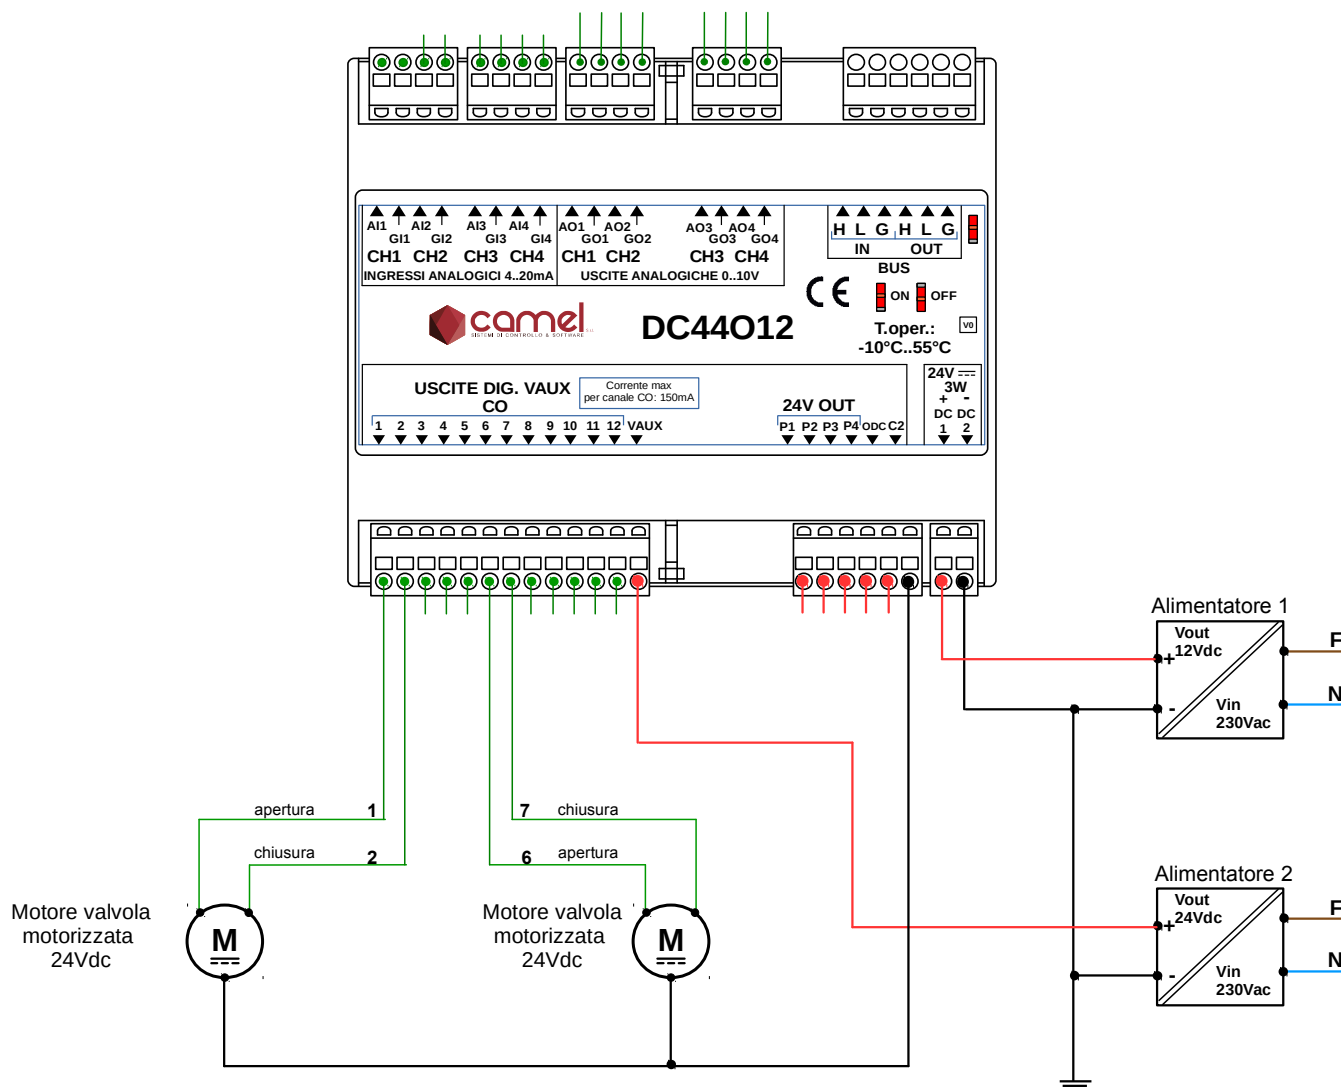 AI1 AI2 AI3 AI4 AO1 AO2 AO3 AO4
GI1 GI2 GI3 GI4 GO1 GO2 GO3 GO4
CH1 CH2 CH3 CH4 CH1 CH2 CH3 CH4
INGRESSI ANALOGICI 4..20mA USCITE ANALOGICHE 0..10V
H L G H L G
IN OUT
BUS
ON OFF
CE
camel
SISTEMI DI CONTROLLO & SOFTWARE
DC44O12
T.oper.:
-10°C..55°C
V0
USCITE DIG. VAUX
CO
Corrente max
per canale CO: 150mA
1 2 3 4 5 6 7 8 9 10 11 12 VAUX
24V OUT
P1 P2 P3 P4 ODC C2
24V
3W
+ -
DC DC
1 2
Alimentatore 1
Vout
12Vdc
+
-
Vin
230Vac
F
N
apertura 1
chiusura 2
7 chiusura
6 apertura
Motore valvola
motorizzata
24Vdc
M
Motore valvola
motorizzata
24Vdc
M
Alimentatore 2
Vout
24Vdc
+
-
Vin
230Vac
F
N